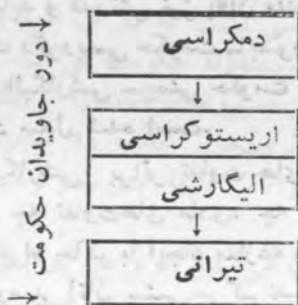 دمکراسی
اریستوکراسی
الیگارشی
تیرانی
دور جاویدان حکومت